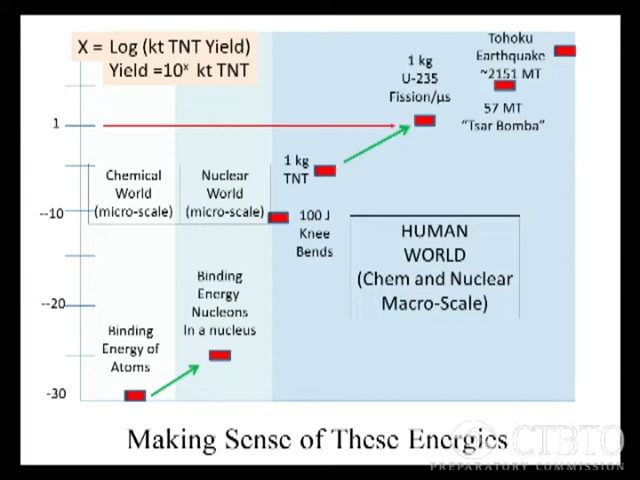 X = Log (kt TNT Yield)
Yield =10ˣ kt TNT
Tohoku
Earthquake
~2151 MT
57 MT
"Tsar Bomba"
1 kg
U-235
Fission/µs
1
1 kg
TNT
Chemical
World
(micro-scale)
Nuclear
World
(micro-scale)
--10
100 J
Knee
Bends
HUMAN
WORLD
(Chem and Nuclear
Macro-Scale)
--20
Binding
Energy
Nucleons
In a nucleus
Binding
Energy of
Atoms
-30
Making Sense of These Energies
CTBTO
PREPARATORY COMMISSION